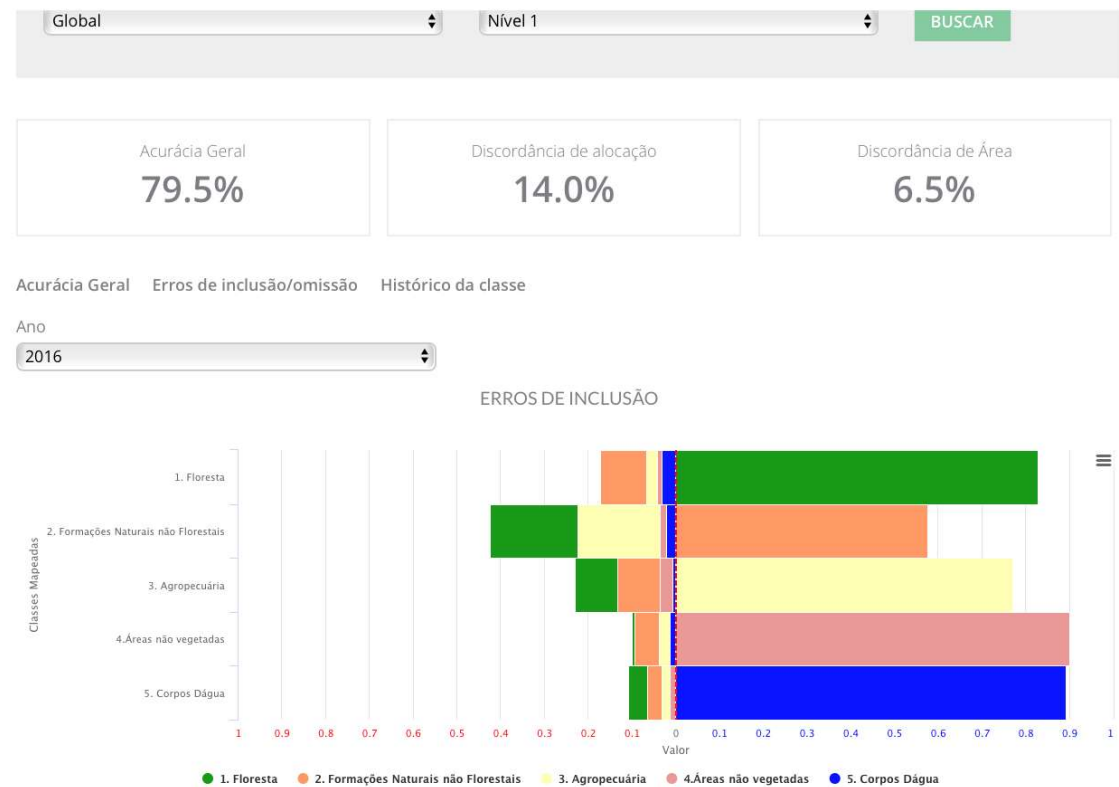 Global Nível 1 BUSCAR
Acurácia Geral Discordância de alocação Discordância de Área
79.5% 14.0% 6.5%
Acurácia Geral Erros de inclusão/omissão Histórico da classe
Ano
2016
ERROS DE INCLUSÃO
Classes Mapeadas
1. Floresta
2. Formações Naturais não Florestais
3. Agropecuária
4.Áreas não vegetadas
5. Corpos Dágua
1 0.9 0.8 0.7 0.6 0.5 0.4 0.3 0.2 0.1 0 0.1 0.2 0.3 0.4 0.5 0.6 0.7 0.8 0.9 1
Valor
1. Floresta 2. Formações Naturais não Florestais 3. Agropecuária 4.Áreas não vegetadas 5. Corpos Dágua